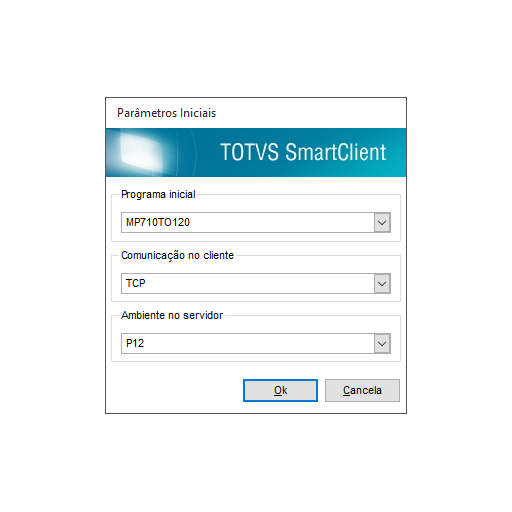 Parâmetros Iniciais
TOTVS SmartClient
Programa inicial
MP710TO120
Comunicação no cliente
TCP
Ambiente no servidor
P12
Ok
Cancela